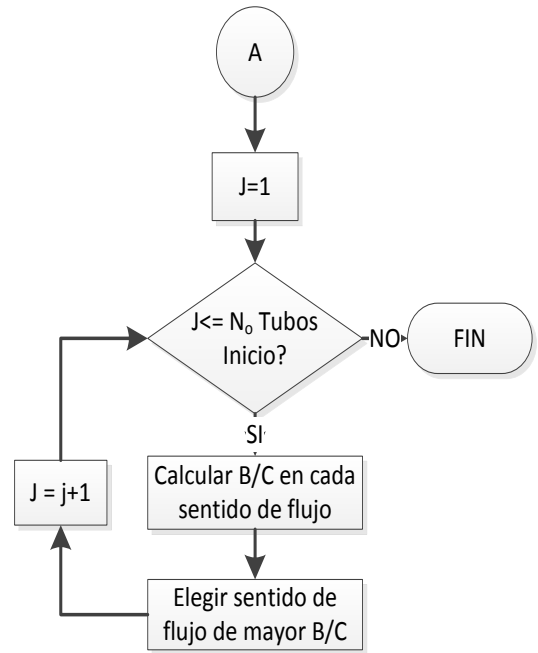 A
J=1
J<= Nₒ Tubos
Inicio?
NO
FIN
SI
Calcular B/C en cada
sentido de flujo
J = j+1
Elegir sentido de
flujo de mayor B/C